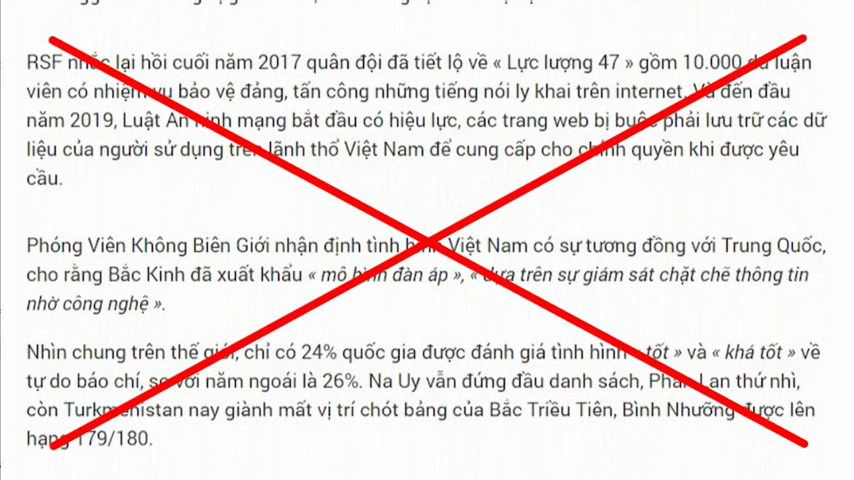 RSF nhắc lại hồi cuối năm 2017 quân đội đã tiết lộ về « Lực lượng 47 » gồm 10.000 dư luận
viên có nhiệm vụ bảo vệ đảng, tấn công những tiếng nói ly khai trên internet. Và đến đầu
năm 2019, Luật An ninh mạng bắt đầu có hiệu lực, các trang web bị buộc phải lưu trữ các dữ
liệu của người sử dụng trên lãnh thổ Việt Nam để cung cấp cho chính quyền khi được yêu
cầu.
Phóng Viên Không Biên Giới nhận định tình hình Việt Nam có sự tương đồng với Trung Quốc,
cho rằng Bắc Kinh đã xuất khẩu « mô hình đàn áp », « dựa trên sự giám sát chặt chẽ thông tin
nhờ công nghệ ».
Nhìn chung trên thế giới, chỉ có 24% quốc gia được đánh giá tình hình « tốt » và « khá tốt » về
tự do báo chí, so với năm ngoái là 26%. Na Uy vẫn đứng đầu danh sách, Phần Lan thứ nhì,
còn Turkmenistan nay giành mất vị trí chót bảng của Bắc Triều Tiên, Bình Nhưỡng được lên
hạng 179/180.